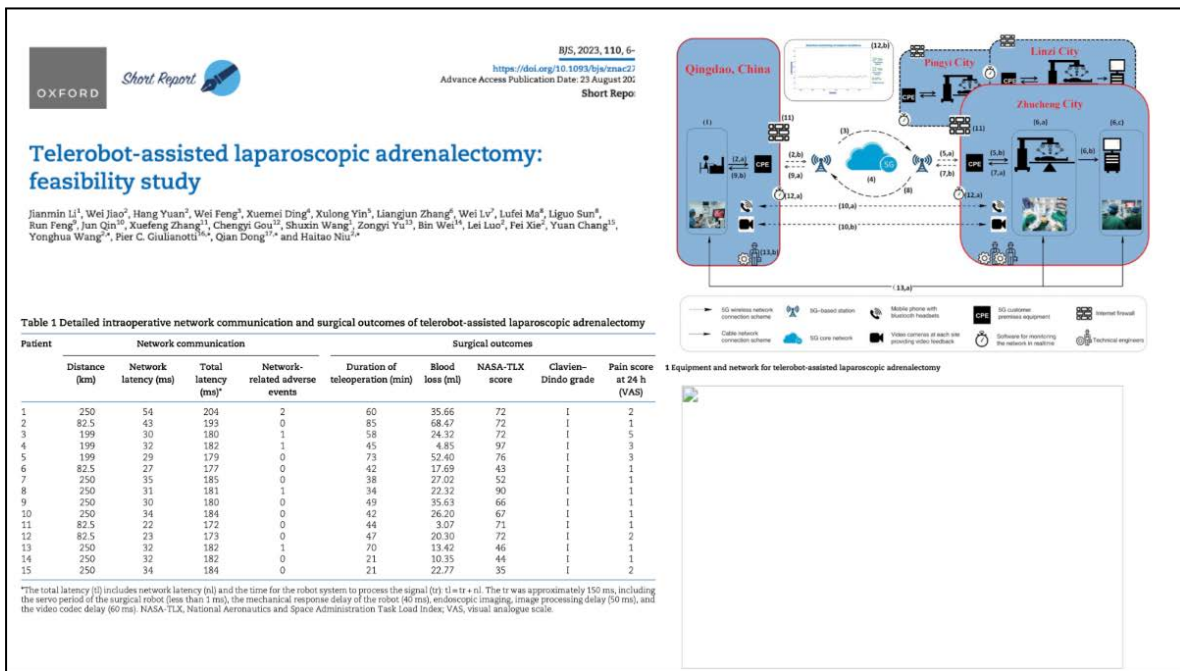 OXFORD
Short Report
BJS, 2023, 110, 6–
https://doi.org/10.1093/bjs/znac27
Advance Access Publication Date: 23 August 202
Short Repo
Telerobot-assisted laparoscopic adrenalectomy:
feasibility study
Jianmin Li1, Wei Jiao2, Hang Yuan2, Wei Feng3, Xuemei Ding4, Xulong Yin5, Liangjun Zhang6, Wei Lv7, Lufei Ma8, Liguo Sun8,
Run Feng9, Jun Qin10, Xuefeng Zhang11, Chengyi Gou12, Shuxin Wang1, Zongyi Yu13, Bin Wei14, Lei Luo2, Fei Xie2, Yuan Chang15,
Yonghua Wang2,*, Pier C. Giulianotti16,*, Qian Dong17,* and Haitao Niu2,*
Table 1 Detailed intraoperative network communication and surgical outcomes of telerobot-assisted laparoscopic adrenalectomy
Patient Network communication Surgical outcomes
Distance (km) Network latency (ms) Total latency (ms)* Network-related adverse events Duration of teleoperation (min) Blood loss (ml) NASA-TLX score Clavien–Dindo grade Pain score at 24 h (VAS)
1 250 54 204 2 60 35.66 72 I 2
2 82.5 43 193 0 85 68.47 72 I 1
3 199 30 180 1 58 24.32 72 I 5
4 199 32 182 1 45 4.85 97 I 3
5 199 29 179 0 73 52.40 76 I 3
6 82.5 27 177 0 42 17.69 43 I 1
7 250 35 185 0 38 27.02 52 I 1
8 250 31 181 1 34 22.32 90 I 1
9 250 30 180 0 49 35.63 66 I 1
10 250 34 184 0 42 26.20 67 I 1
11 82.5 22 172 0 44 3.07 71 I 1
12 82.5 23 173 0 47 20.30 72 I 2
13 250 32 182 1 70 13.42 46 I 1
14 250 32 182 0 21 10.35 44 I 1
15 250 34 184 0 21 22.77 35 I 2
*The total latency (tl) includes network latency (nl) and the time for the robot system to process the signal (tr): tl = tr + nl. The tr was approximately 150 ms, including
the servo period of the surgical robot (less than 1 ms), the mechanical response delay of the robot (40 ms), endoscopic imaging, image processing delay (50 ms), and
the video codec delay (60 ms). NASA-TLX, National Aeronautics and Space Administration Task Load Index; VAS, visual analogue scale.
Qingdao, China
(12,b)
Pingyi City
Linzi City
Zhucheng City
CPE
CPE
(1)
(11)
(2,a)
(9,b)
CPE
(2,b)
(9,a)
(3)
5G
(4)
(8)
(5,a)
(7,b)
(11)
CPE
(5,b)
(7,a)
(6,a)
(6,b)
(6,c)
(12,a)
(12,a)
(10,a)
(10,b)
(13,b)
(13,a)
5G wireless network connection scheme
5G-based station
Mobile phone with bluetooth headsets
CPE
5G customer premises equipment
Internet firewall
Cable network connection scheme
5G core network
Video cameras at each site providing video feedback
Software for monitoring the network in realtime
Technical engineers
1 Equipment and network for telerobot-assisted laparoscopic adrenalectomy